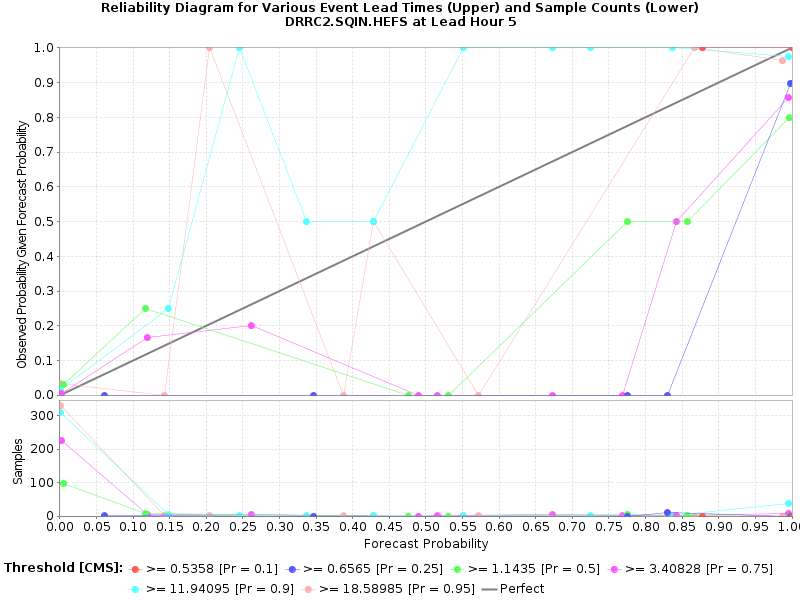 Reliability Diagram for Various Event Lead Times (Upper) and Sample Counts (Lower)
DRRC2.SQIN.HEFS at Lead Hour 5
Observed Probability Given Forecast Probability
1.0
0.9
0.8
0.7
0.6
0.5
0.4
0.3
0.2
0.1
0.0
Samples
300
200
100
0
0.00 0.05 0.10 0.15 0.20 0.25 0.30 0.35 0.40 0.45 0.50 0.55 0.60 0.65 0.70 0.75 0.80 0.85 0.90 0.95 1.0
Forecast Probability
Threshold [CMS]: >= 0.5358 [Pr = 0.1] >= 0.6565 [Pr = 0.25] >= 1.1435 [Pr = 0.5] >= 3.40828 [Pr = 0.75]
>= 11.94095 [Pr = 0.9] >= 18.58985 [Pr = 0.95] Perfect